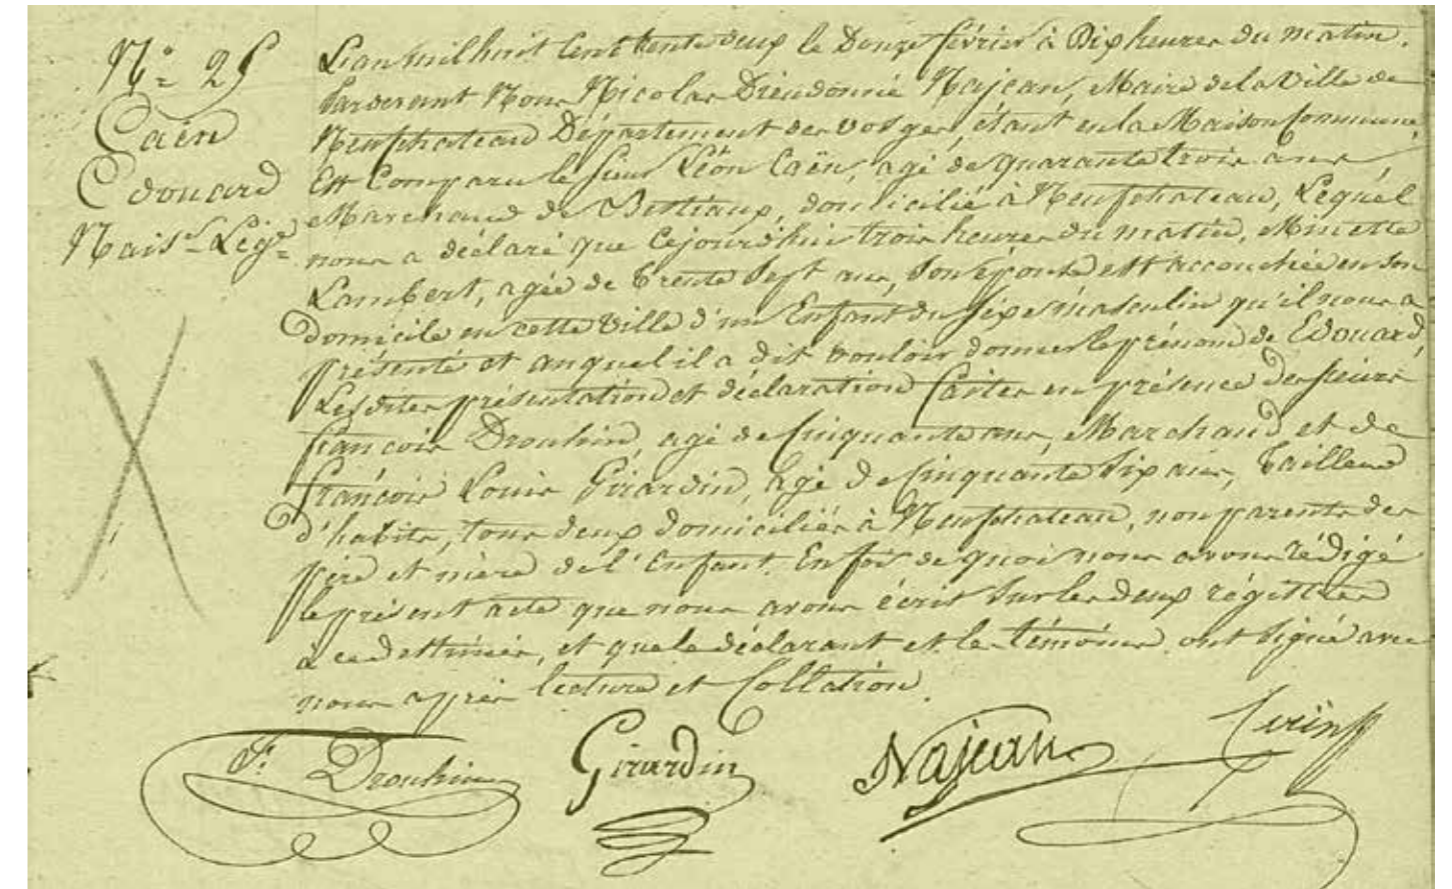 N.° 25
Caën
Edouard
Nais.ce Lég.e
L'an mil huit cent trente deux le Douze février à Dix heures du matin.
Pardevant Nous Nicolas Dieudonné Najean, Maire de la Ville de
Neufchateau Département des Vosges, étant en la Maison Commune,
Est Comparu le sieur Léon Caën, agé de quarante trois ans
Marchand de Bestiaux, domicilié à Neufchateau, Lequel
nous a déclaré que cejourd'hui trois heures du matin, Minette
Lambert, agée de trente sept ans, son épouse est accouchée en son
domicile en cette Ville d'un Enfant du sexe masculin qu'il nous a
présenté et auquel il a dit vouloir donner le prénom de Edouard,
Les dites présentation et déclaration faites en présence des sieurs
françois Drouhin, agé de cinquante ans, Marchand et de
françois Louis Girardin, agé de cinquante six ans, Tailleur
d'habits, tous deux domiciliés à Neufchateau, non parents des
père et mère de l'Enfant. En foi de quoi nous avons rédigé
le présent acte que nous avons écrit sur les deux régistres
à ce destinés, et que le déclarant et les témoins ont signé avec
nous après lecture et Collation.
F. Drouhin Girardin Najean